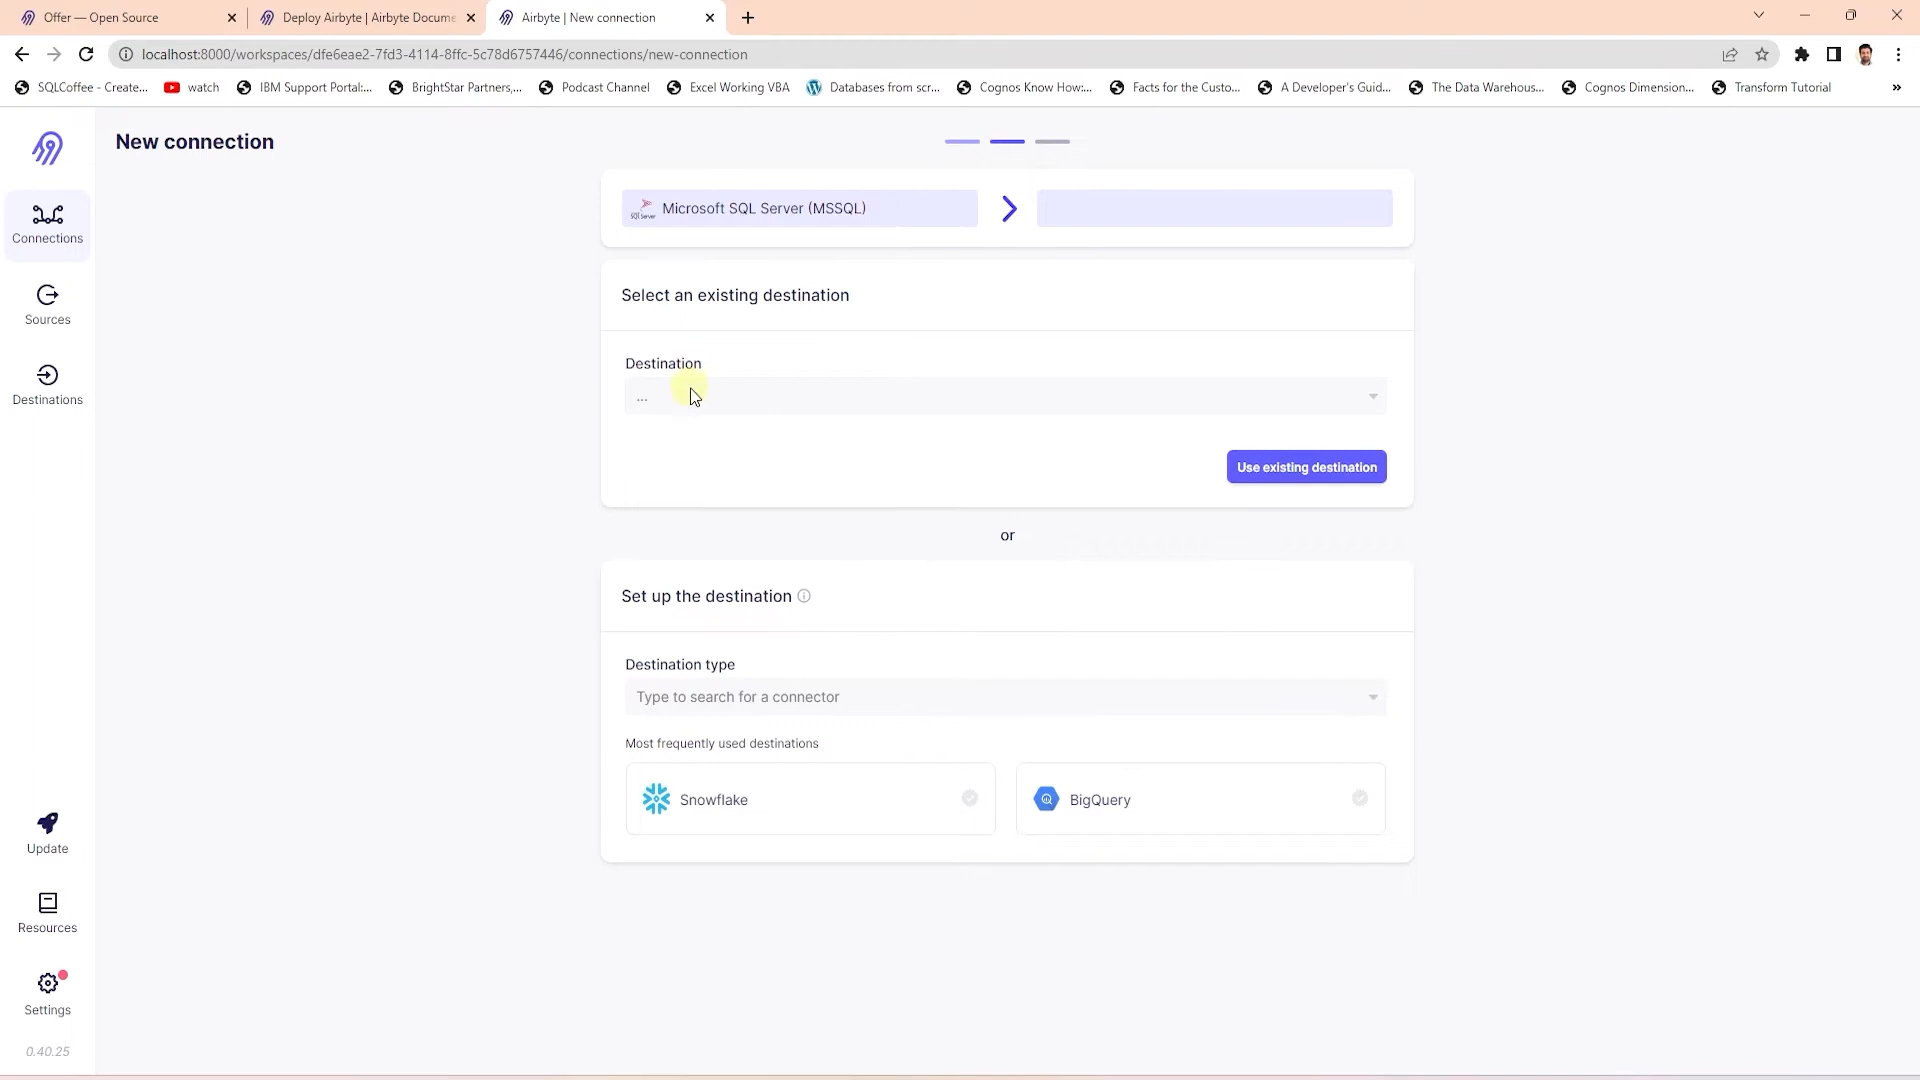 Offer — Open Source
Deploy Airbyte | Airbyte Docume
Airbyte | New connection
localhost:8000/workspaces/dfe6eae2-7fd3-4114-8ffc-5c78d6757446/connections/new-connection
SQLCoffee - Create...
watch
IBM Support Portal:...
BrightStar Partners,...
Podcast Channel
Excel Working VBA
Databases from scr...
Cognos Know How:...
Facts for the Custo...
A Developer's Guid...
The Data Warehous...
Cognos Dimension...
Transform Tutorial
»
New connection
SQL Server
Microsoft SQL Server (MSSQL)
Connections
Sources
Destinations
Select an existing destination
Destination
...
Use existing destination
or
Set up the destination
Destination type
Type to search for a connector
Most frequently used destinations
Snowflake
BigQuery
Update
Resources
Settings
0.40.25